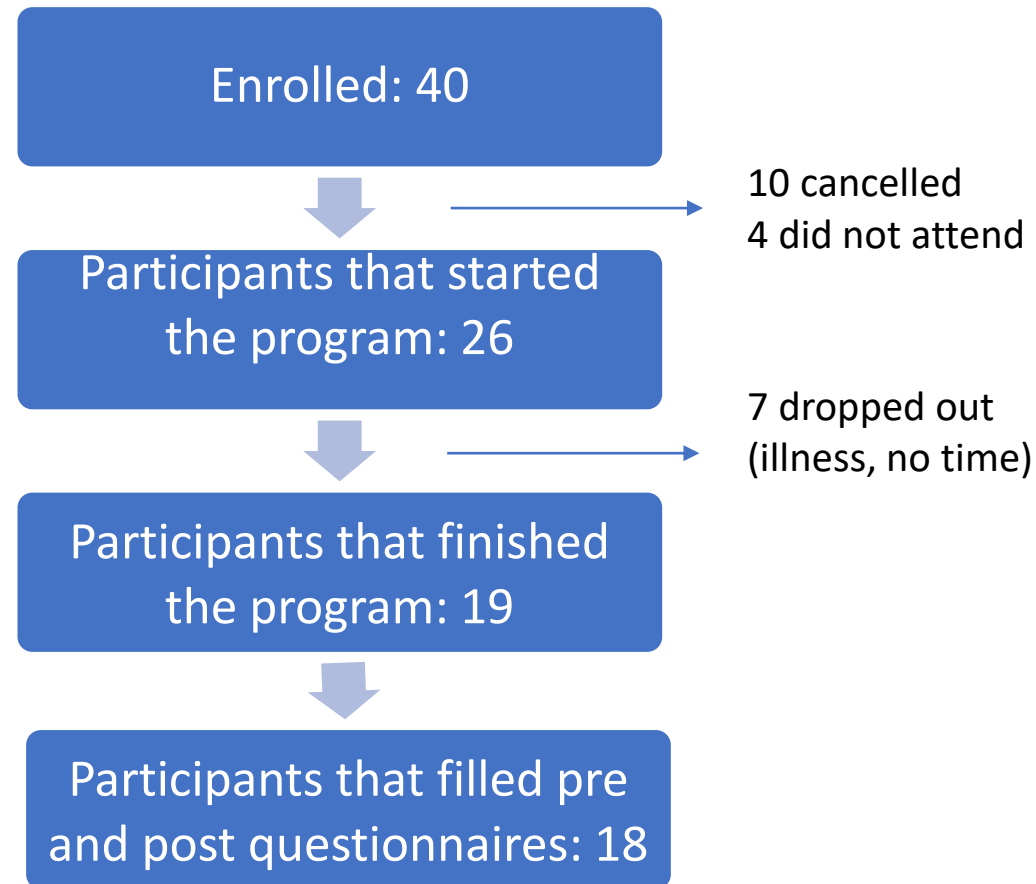 Enrolled: 40
10 cancelled
4 did not attend
Participants that started
the program: 26
7 dropped out
(illness, no time)
Participants that finished
the program: 19
Participants that filled pre
and post questionnaires: 18